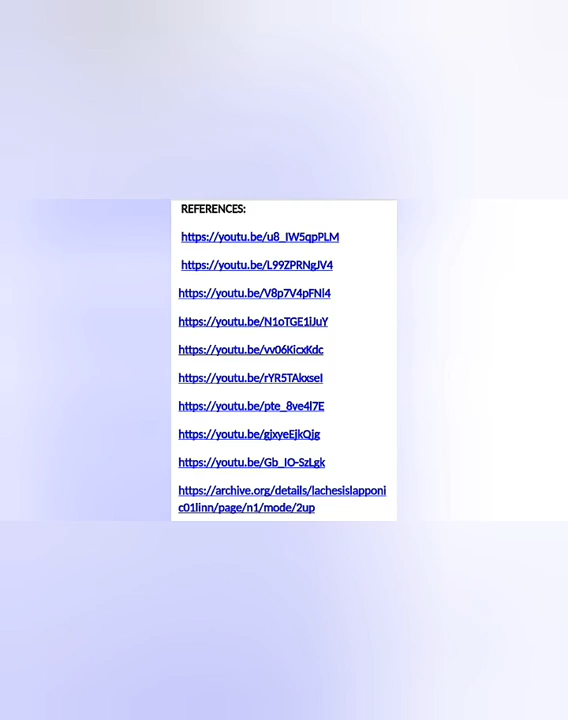 REFERENCES:
https://youtu.be/u8_IW5qpPLM
https://youtu.be/L99ZPRNgJV4
https://youtu.be/V8p7V4pFNl4
https://youtu.be/N1oTGE1iJuY
https://youtu.be/vv06KicxKdc
https://youtu.be/rYR5TAkxseI
https://youtu.be/pte_8ve4l7E
https://youtu.be/gjxyeEjkQjg
https://youtu.be/Gb_IO-SzLgk
https://archive.org/details/lachesislapponi
c01linn/page/n1/mode/2up